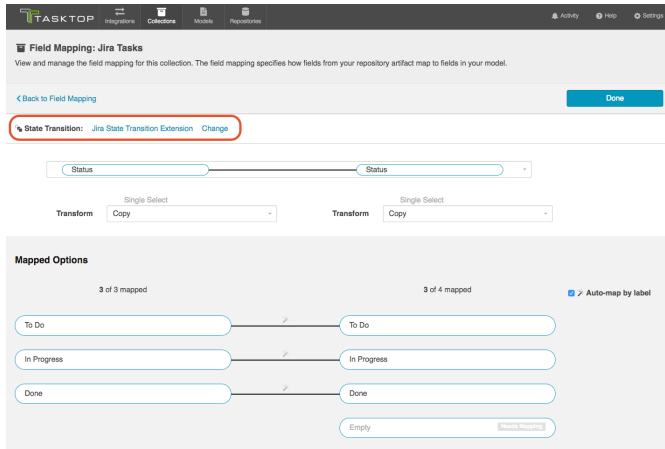 TASKTOP Integrations Collections Models Repositories Activity Help Settings
Field Mapping: Jira Tasks
View and manage the field mapping for this collection. The field mapping specifies how fields from your repository artifact map to fields in your model.
Back to Field Mapping Done
State Transition: Jira State Transition Extension Change
Status Status
Single Select Single Select
Transform Copy Transform Copy
Mapped Options
3 of 3 mapped 3 of 4 mapped Auto-map by label
To Do To Do
In Progress In Progress
Done Done
Empty Needs Mapping